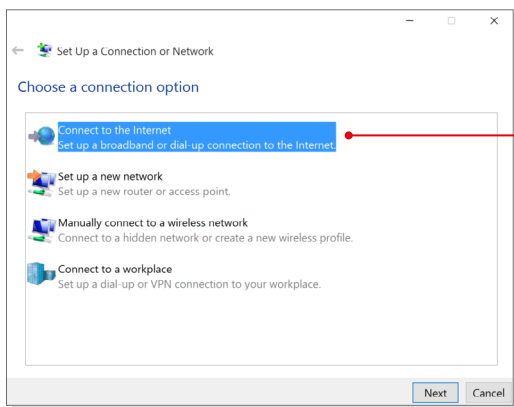 Set Up a Connection or Network
Choose a connection option
Connect to the Internet
Set up a broadband or dial-up connection to the Internet.
Set up a new network
Set up a new router or access point.
Manually connect to a wireless network
Connect to a hidden network or create a new wireless profile.
Connect to a workplace
Set up a dial-up or VPN connection to your workplace.
Next Cancel